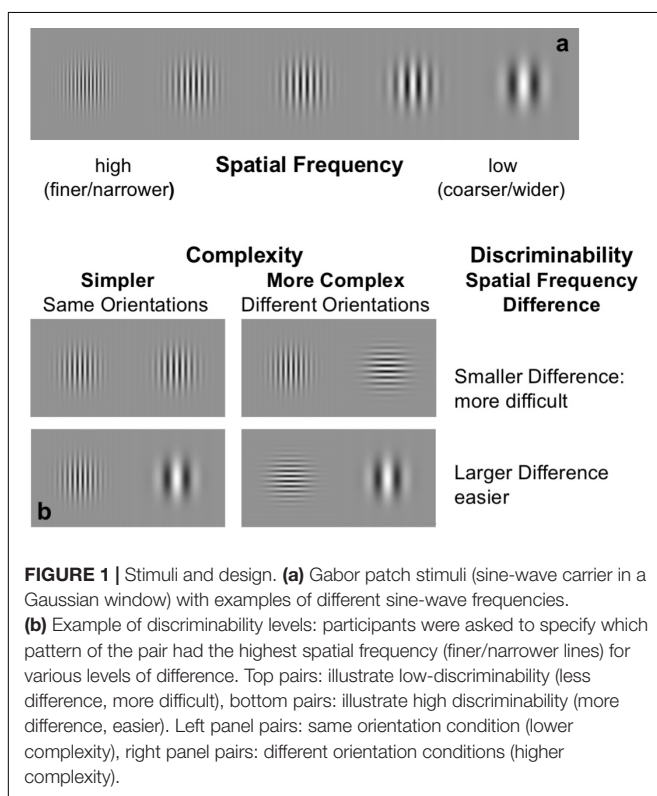 a
high
(finer/narrower)
Spatial Frequency
low
(coarser/wider)
Complexity
Simpler
Same Orientations
More Complex
Different Orientations
Discriminability
Spatial Frequency
Difference
Smaller Difference:
more difficult
Larger Difference
easier
b
FIGURE 1 | Stimuli and design. (a) Gabor patch stimuli (sine-wave carrier in a
Gaussian window) with examples of different sine-wave frequencies.
(b) Example of discriminability levels: participants were asked to specify which
pattern of the pair had the highest spatial frequency (finer/narrower lines) for
various levels of difference. Top pairs: illustrate low-discriminability (less
difference, more difficult), bottom pairs: illustrate high discriminability (more
difference, easier). Left panel pairs: same orientation condition (lower
complexity), right panel pairs: different orientation conditions (higher
complexity).